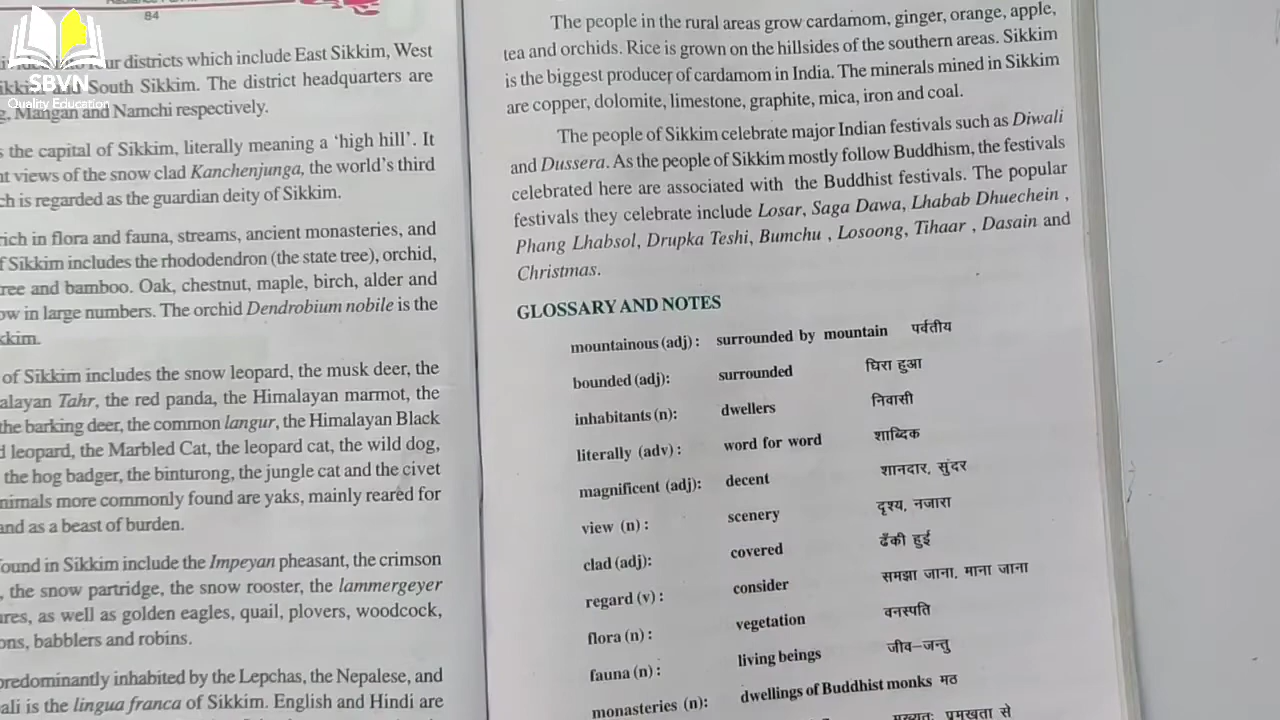 84
SBVN
Quality Education
ur districts which include East Sikkim, West
South Sikkim. The district headquarters are
Mangan and Namchi respectively.
s the capital of Sikkim, literally meaning a ‘high hill’. It
nt views of the snow clad Kanchenjunga, the world’s third
ch is regarded as the guardian deity of Sikkim.
rich in flora and fauna, streams, ancient monasteries, and
f Sikkim includes the rhododendron (the state tree), orchid,
ree and bamboo. Oak, chestnut, maple, birch, alder and
ow in large numbers. The orchid Dendrobium nobile is the
kkim.
of Sikkim includes the snow leopard, the musk deer, the
alayan Tahr, the red panda, the Himalayan marmot, the
the barking deer, the common langur, the Himalayan Black
d leopard, the Marbled Cat, the leopard cat, the wild dog,
the hog badger, the binturong, the jungle cat and the civet
nimals more commonly found are yaks, mainly reared for
and as a beast of burden.
ound in Sikkim include the Impeyan pheasant, the crimson
, the snow partridge, the snow rooster, the lammergeyer
ures, as well as golden eagles, quail, plovers, woodcock,
ons, babblers and robins.
predominantly inhabited by the Lepchas, the Nepalese, and
ali is the lingua franca of Sikkim. English and Hindi are
The people in the rural areas grow cardamom, ginger, orange, apple,
tea and orchids. Rice is grown on the hillsides of the southern areas. Sikkim
is the biggest producer of cardamom in India. The minerals mined in Sikkim
are copper, dolomite, limestone, graphite, mica, iron and coal.
The people of Sikkim celebrate major Indian festivals such as Diwali
and Dussera. As the people of Sikkim mostly follow Buddhism, the festivals
celebrated here are associated with the Buddhist festivals. The popular
festivals they celebrate include Losar, Saga Dawa, Lhabab Dhuechein ,
Phang Lhabsol, Drupka Teshi, Bumchu , Losoong, Tihaar , Dasain and
Christmas.
GLOSSARY AND NOTES
mountainous (adj) : surrounded by mountain पर्वतीय
bounded (adj): surrounded घिरा हुआ
inhabitants (n): dwellers निवासी
literally (adv) : word for word शाब्दिक
magnificent (adj): decent शानदार, सुंदर
view (n) : scenery दृश्य, नजारा
clad (adj): covered ढँकी हुई
regard (v) : consider समझा जाना, माना जाना
flora (n) : vegetation वनस्पति
fauna (n) : living beings जीव–जन्तु
monasteries (n): dwellings of Buddhist monks मठ
मुख्यतः प्रमुखता से